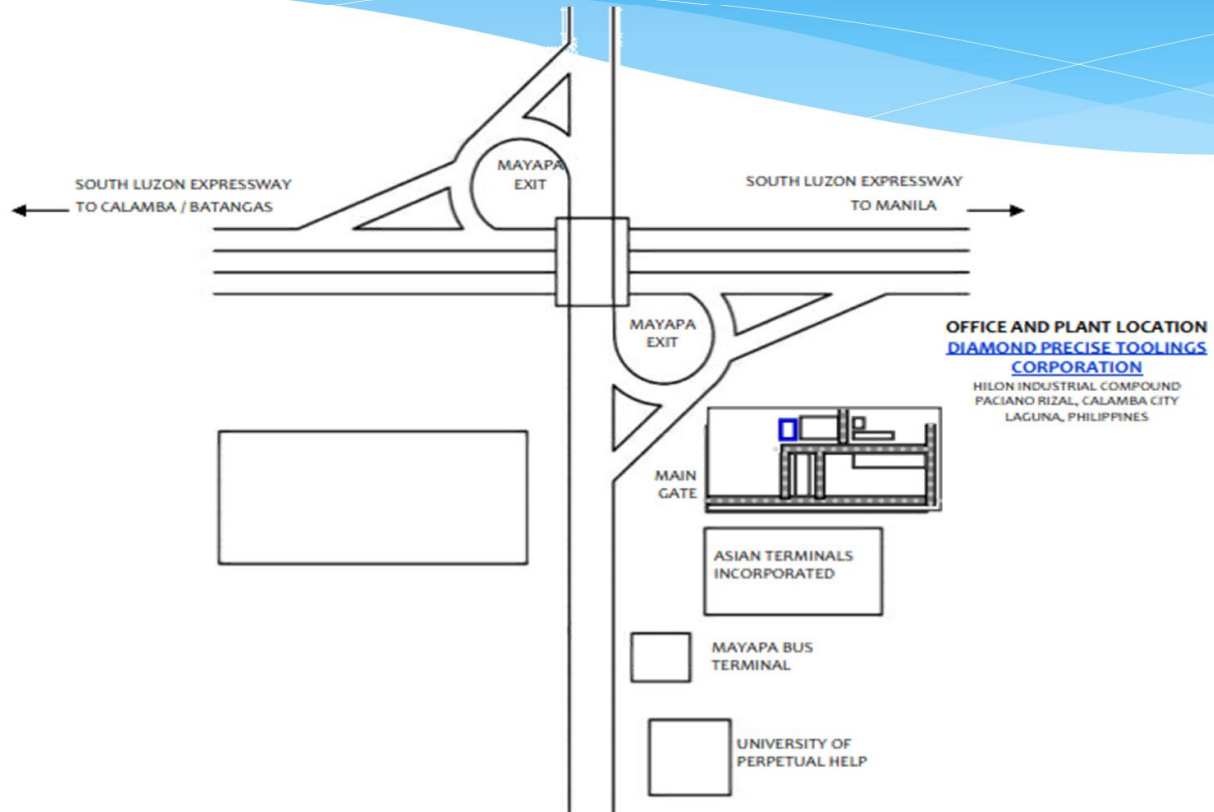 MAYAPA
EXIT
SOUTH LUZON EXPRESSWAY
TO CALAMBA / BATANGAS
SOUTH LUZON EXPRESSWAY
TO MANILA
MAYAPA
EXIT
OFFICE AND PLANT LOCATION
DIAMOND PRECISE TOOLINGS
CORPORATION
HILON INDUSTRIAL COMPOUND
PACIANO RIZAL, CALAMBA CITY
LAGUNA, PHILIPPINES
MAIN
GATE
ASIAN TERMINALS
INCORPORATED
MAYAPA BUS
TERMINAL
UNIVERSITY OF
PERPETUAL HELP